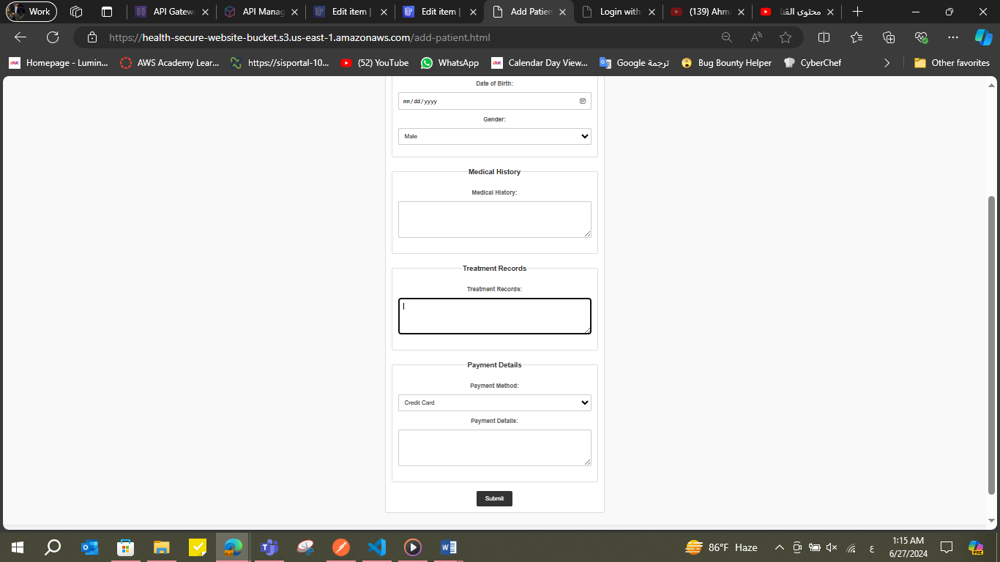 Work
API Gatew
API Manag
Edit item |
Edit item |
Add Patien
Login with
(139) Ahm
محتوى القنا
https://health-secure-website-bucket.s3.us-east-1.amazonaws.com/add-patient.html
Homepage - Lumin...
AWS Academy Lear...
https://sisportal-10...
(52) YouTube
WhatsApp
Calendar Day View...
ترجمة Google
Bug Bounty Helper
CyberChef
Other favorites
Date of Birth:
mm/dd/yyyy
Gender:
Male
Medical History
Medical History:
Treatment Records
Treatment Records:
Payment Details
Payment Method:
Credit Card
Payment Details:
Submit
86°F Haze
ع
1:15 AM
6/27/2024
PRE